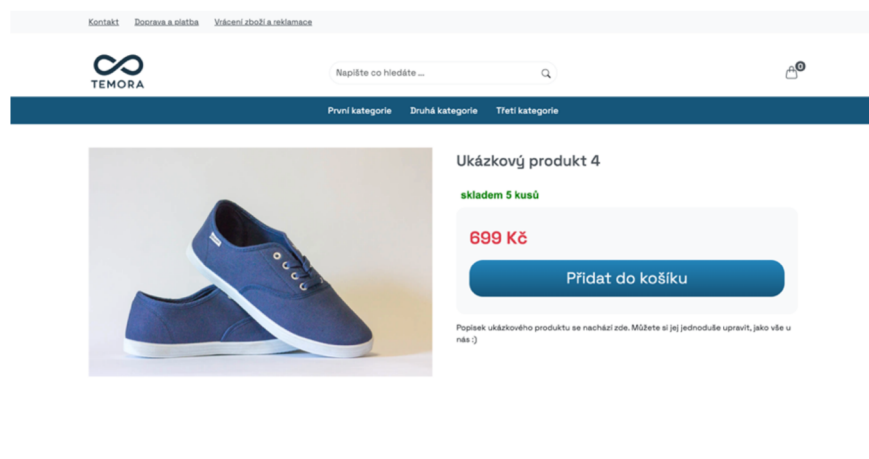 Kontakt Doprava a platba Vrácení zboží a reklamace
TEMORA
Napište co hledáte ...
0
První kategorie Druhá kategorie Třetí kategorie
Ukázkový produkt 4
skladem 5 kusů
699 Kč
Přidat do košíku
Popisek ukázkového produktu se nachází zde. Můžete si jej jednoduše upravit, jako vše u
nás :)